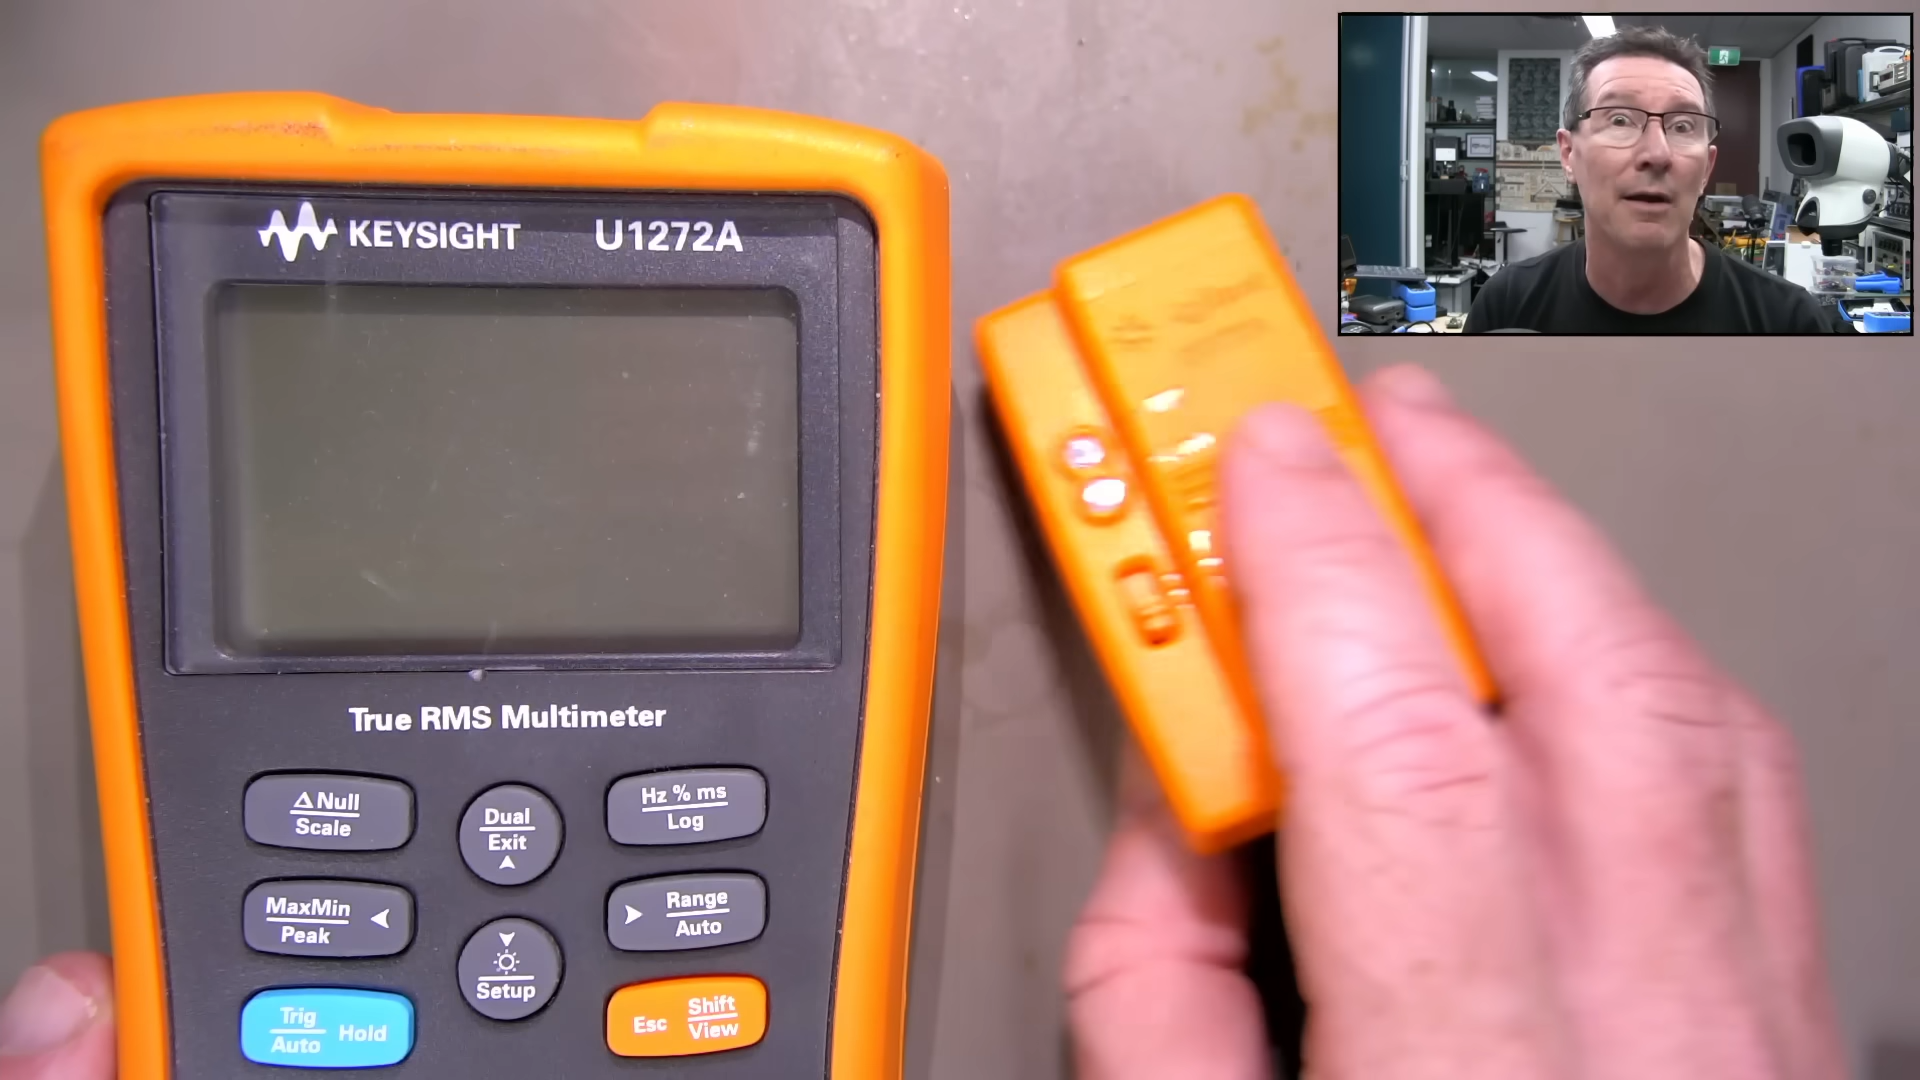 KEYSIGHT U1272A
True RMS Multimeter
Δ Null
Scale
Dual
Exit
Hz % ms
Log
MaxMin
Peak
Range
Auto
Setup
Trig
Auto
Hold
Esc
Shift
View